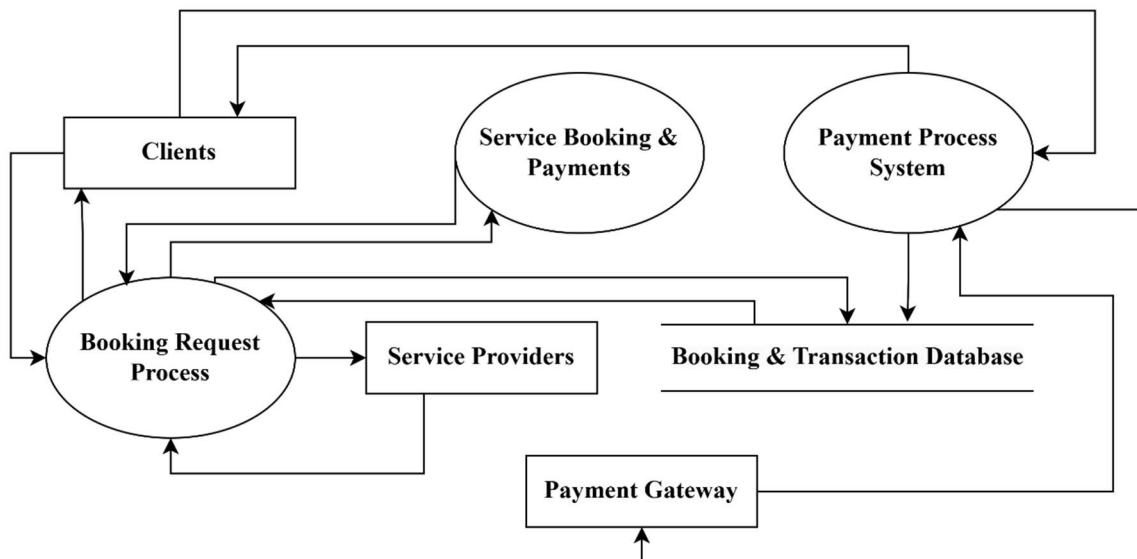 Clients
Service Booking &
Payments
Payment Process
System
Booking Request
Process
Service Providers
Booking & Transaction Database
Payment Gateway